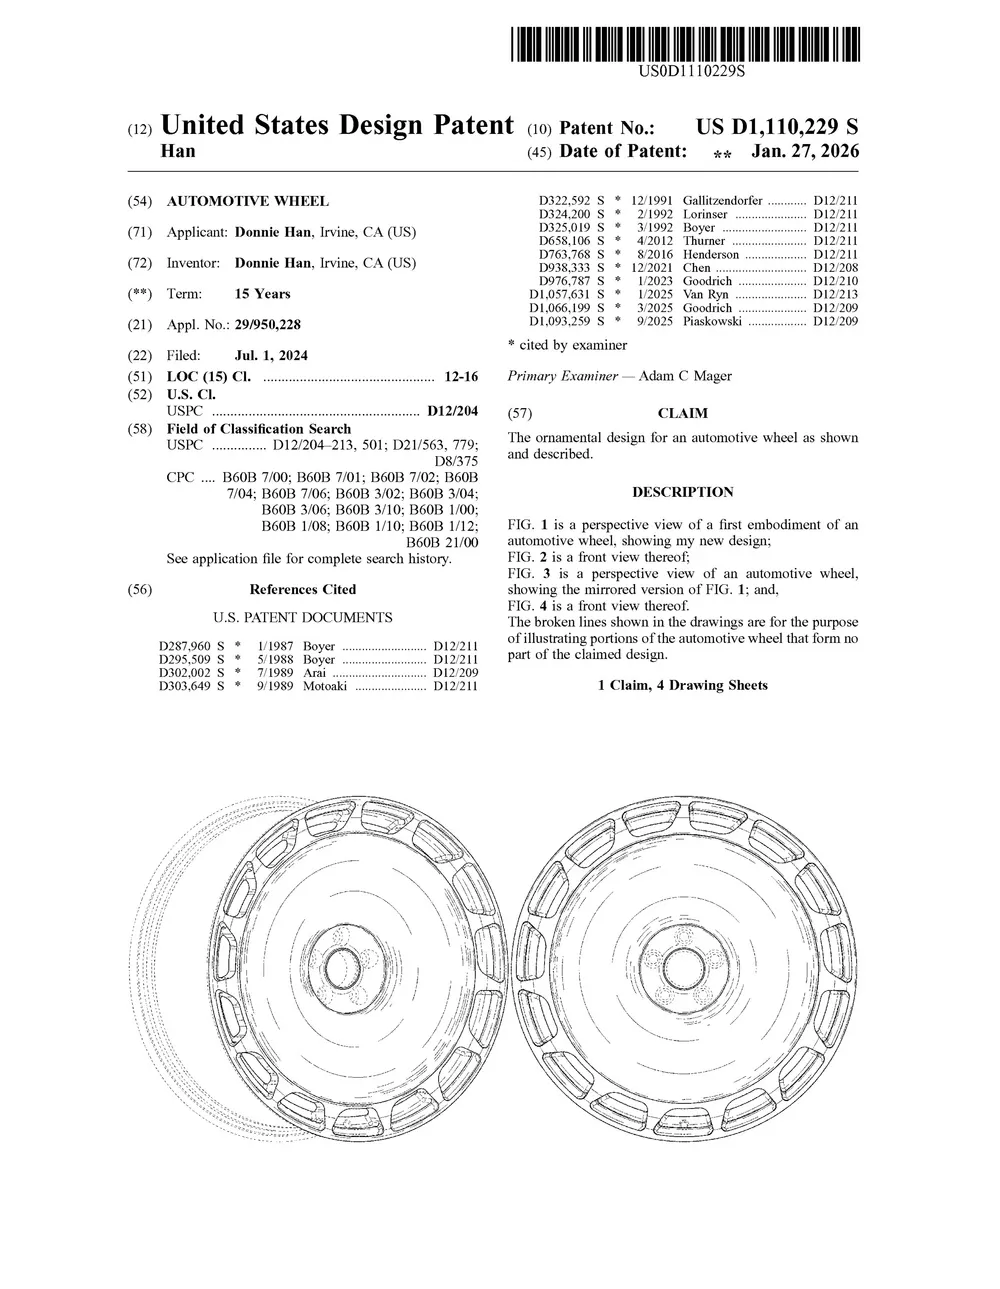 US0D1110229S
(12) United States Design Patent
Han
(10) Patent No.: US D1,110,229 S
(45) Date of Patent: ** Jan. 27, 2026
(54) AUTOMOTIVE WHEEL
(71) Applicant: Donnie Han, Irvine, CA (US)
(72) Inventor: Donnie Han, Irvine, CA (US)
(**) Term: 15 Years
(21) Appl. No.: 29/950,228
(22) Filed: Jul. 1, 2024
(51) LOC (15) Cl. ............................................... 12-16
(52) U.S. Cl.
USPC ......................................................... D12/204
(58) Field of Classification Search
USPC ............... D12/204–213, 501; D21/563, 779;
D8/375
CPC .... B60B 7/00; B60B 7/01; B60B 7/02; B60B
7/04; B60B 7/06; B60B 3/02; B60B 3/04;
B60B 3/06; B60B 3/10; B60B 1/00;
B60B 1/08; B60B 1/10; B60B 1/12;
B60B 21/00
See application file for complete search history.
(56) References Cited
U.S. PATENT DOCUMENTS
D287,960 S * 1/1987 Boyer .......................... D12/211
D295,509 S * 5/1988 Boyer .......................... D12/211
D302,002 S * 7/1989 Arai ............................. D12/209
D303,649 S * 9/1989 Motoaki ...................... D12/211
D322,592 S * 12/1991 Gallitzendorfer ............ D12/211
D324,200 S * 2/1992 Lorinser ...................... D12/211
D325,019 S * 3/1992 Boyer .......................... D12/211
D658,106 S * 4/2012 Thurner ....................... D12/211
D763,768 S * 8/2016 Henderson ................... D12/211
D938,333 S * 12/2021 Chen ............................ D12/208
D976,787 S * 1/2023 Goodrich ..................... D12/210
D1,057,631 S * 1/2025 Van Ryn ...................... D12/213
D1,066,199 S * 3/2025 Goodrich ..................... D12/209
D1,093,259 S * 9/2025 Piaskowski .................. D12/209
* cited by examiner
Primary Examiner — Adam C Mager
(57) CLAIM
The ornamental design for an automotive wheel as shown
and described.
DESCRIPTION
FIG. 1 is a perspective view of a first embodiment of an
automotive wheel, showing my new design;
FIG. 2 is a front view thereof;
FIG. 3 is a perspective view of an automotive wheel,
showing the mirrored version of FIG. 1; and,
FIG. 4 is a front view thereof.
The broken lines shown in the drawings are for the purpose
of illustrating portions of the automotive wheel that form no
part of the claimed design.
1 Claim, 4 Drawing Sheets